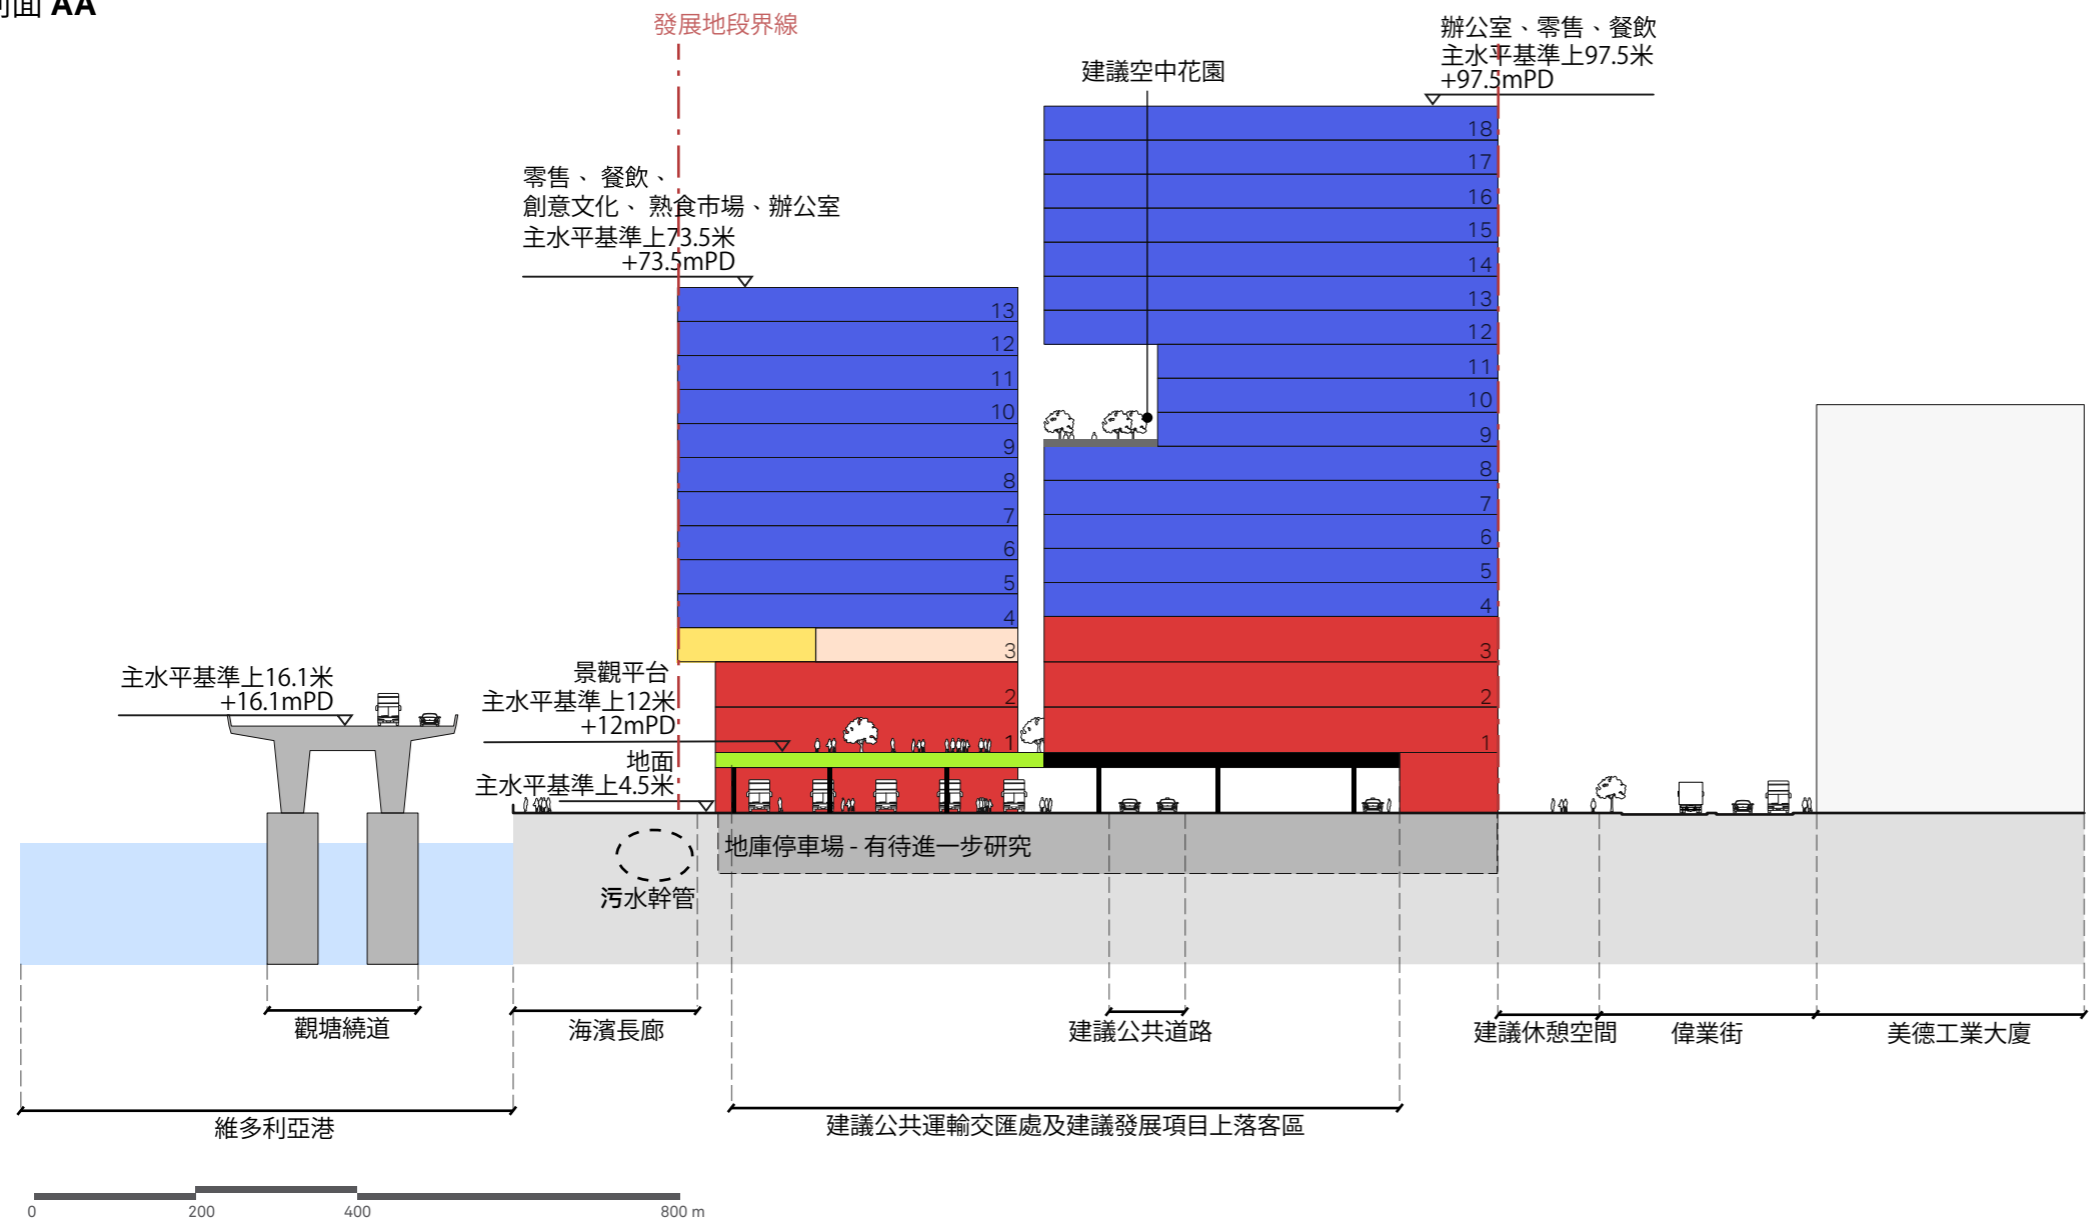 剖面 AA
發展地段界線
辦公室、零售、餐飲
主水平基準上97.5米
+97.5mPD
建議空中花園
零售、 餐飲、
創意文化、 熟食市場、辦公室
主水平基準上73.5米
+73.5mPD
18
17
16
15
14
13
12
11
10
9
8
7
6
5
4
3
2
1
13
12
11
10
9
8
7
6
5
4
3
2
1
景觀平台
主水平基準上12米
+12mPD
地面
主水平基準上4.5米
主水平基準上16.1米
+16.1mPD
地庫停車場 - 有待進一步研究
污水幹管
觀塘繞道
海濱長廊
建議公共道路
建議休憩空間
偉業街
美德工業大廈
維多利亞港
建議公共運輸交匯處及建議發展項目上落客區
0
200
400
800 m